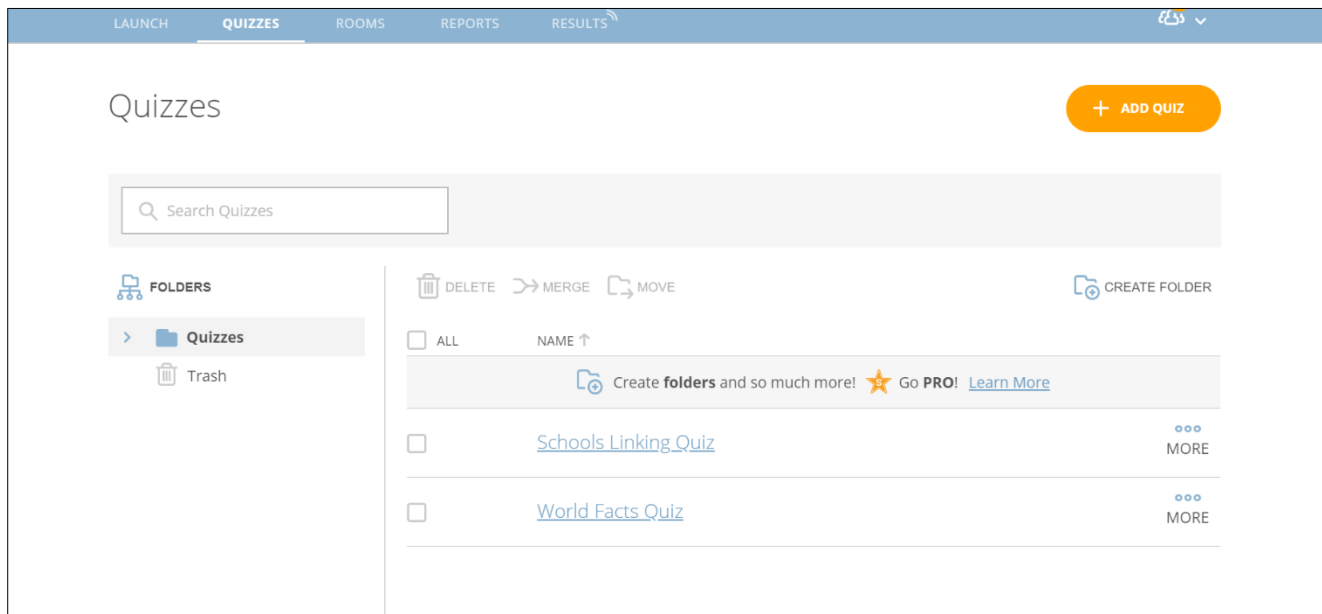 LAUNCH QUIZZES ROOMS REPORTS RESULTS
Quizzes
+ ADD QUIZ
Search Quizzes
FOLDERS
DELETE MERGE MOVE CREATE FOLDER
Quizzes
Trash
ALL NAME
Create folders and so much more! S Go PRO! Learn More
Schools Linking Quiz
MORE
World Facts Quiz
MORE